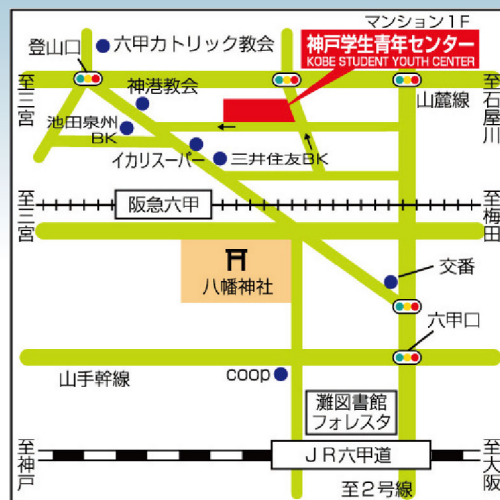 マンション1F
登山口
六甲カトリック教会
神戸学生青年センター
KOBE STUDENT YOUTH CENTER
至三宮
神港教会
山麓線
至石屋川
池田泉州
BK
イカリスーパー
三井住友BK
至三宮
阪急六甲
至梅田
八幡神社
交番
六甲口
山手幹線
coop
灘図書館
フォレスタ
至神戸
JR六甲道
至大阪
至2号線